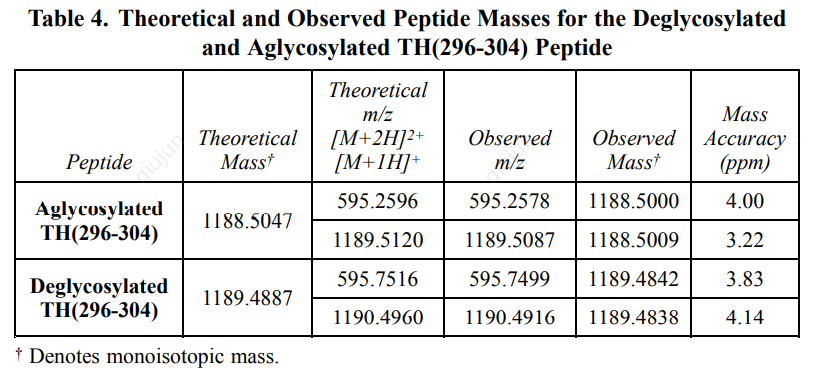 Table 4. Theoretical and Observed Peptide Masses for the Deglycosylated
and Aglycosylated TH(296-304) Peptide
Peptide
Theoretical
Mass†
Theoretical
m/z
[M+2H]²⁺
[M+1H]⁺
Observed
m/z
Observed
Mass†
Mass
Accuracy
(ppm)
Aglycosylated
TH(296-304)
1188.5047
595.2596 595.2578 1188.5000 4.00
1189.5120 1189.5087 1188.5009 3.22
Deglycosylated
TH(296-304)
1189.4887
595.7516 595.7499 1189.4842 3.83
1190.4960 1190.4916 1189.4838 4.14
† Denotes monoisotopic mass.
qiujun